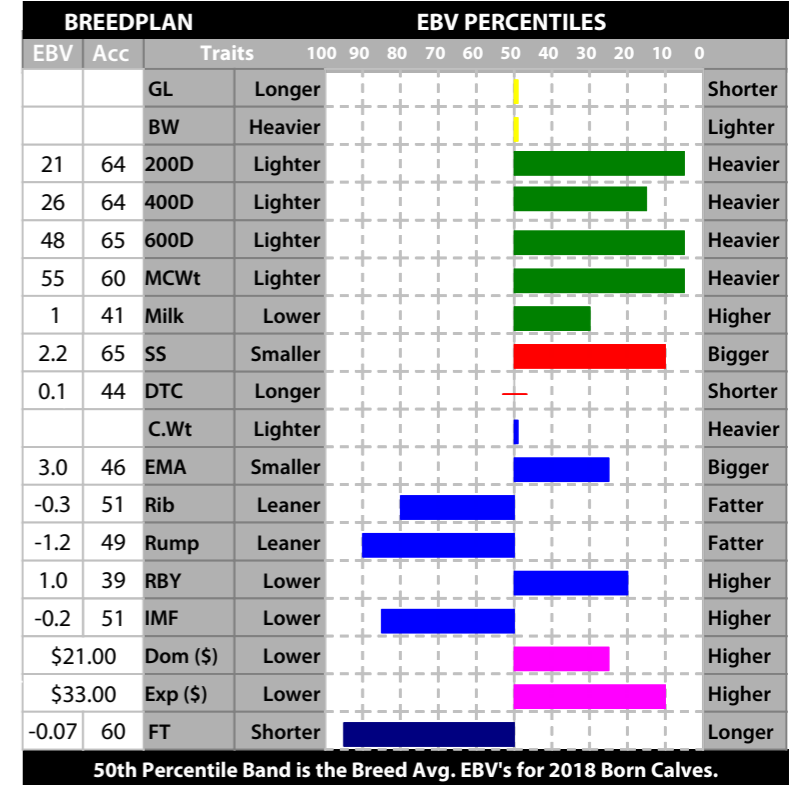 BREEDPLAN EBV PERCENTILES
EBV Acc Traits 100 90 80 70 60 50 40 30 20 10 0
GL Longer Shorter
BW Heavier Lighter
21 64 200D Lighter Heavier
26 64 400D Lighter Heavier
48 65 600D Lighter Heavier
55 60 MCWt Lighter Heavier
1 41 Milk Lower Higher
2.2 65 SS Smaller Bigger
0.1 44 DTC Longer Shorter
C.Wt Lighter Heavier
3.0 46 EMA Smaller Bigger
-0.3 51 Rib Leaner Fatter
-1.2 49 Rump Leaner Fatter
1.0 39 RBY Lower Higher
-0.2 51 IMF Lower Higher
$21.00 Dom ($) Lower Higher
$33.00 Exp ($) Lower Higher
-0.07 60 FT Shorter Longer
50th Percentile Band is the Breed Avg. EBV's for 2018 Born Calves.